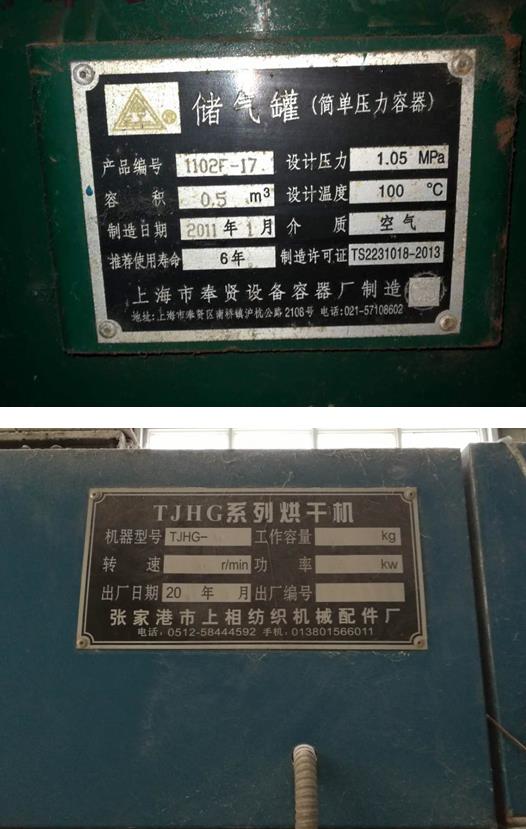 储气罐(简单压力容器)
产品编号 1102F-17 设计压力 1.05 MPa
容积 0.5 m³ 设计温度 100 ℃
制造日期 2011年1月 介质 空气
推荐使用寿命 6年 制造许可证 TS2231018-2013
上海市奉贤设备容器厂制造
地址:上海市奉贤区南桥镇沪杭公路2108号 电话:021-57108602
TJHG系列烘干机
机器型号 TJHG- 工作容量 kg
转速 r/min 功率 kw
出厂日期 20 年 月 出厂编号
张家港市上相纺织机械配件厂
电话:0512-58444592 手机:013801566011